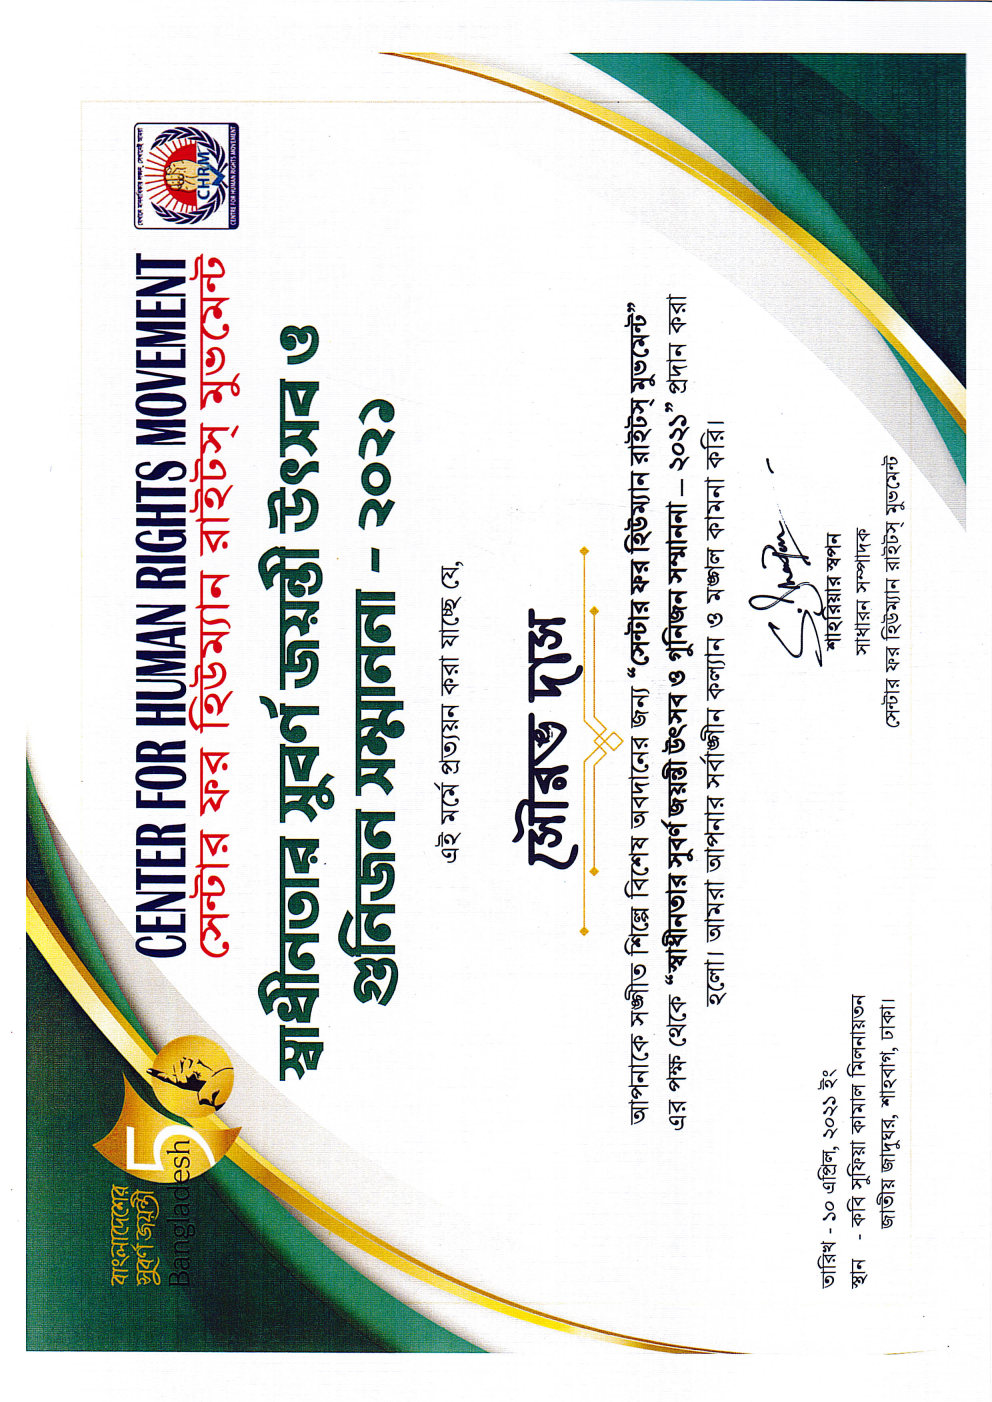 বাংলাদেশের
সুবর্ণ জয়ন্তী
Bangladesh
50
CENTER FOR HUMAN RIGHTS MOVEMENT
সেন্টার ফর হিউম্যান রাইটস্ মুভমেন্ট
যেখানে মানবাধিকার লঙ্ঘন, সেখানেই আমরা
CHRM
CENTRE FOR HUMAN RIGHTS MOVEMENT
স্বাধীনতার সুবর্ণ জয়ন্তী উৎসব ও
গুনিজন সম্মাননা - ২০২১
এই মর্মে প্রত্যয়ন করা যাচ্ছে যে,
সৌরভ দাস
আপনাকে সঙ্গীত শিল্পে বিশেষ অবদানের জন্য “সেন্টার ফর হিউম্যান রাইটস্ মুভমেন্ট”
এর পক্ষ থেকে “স্বাধীনতার সুবর্ণ জয়ন্তী উৎসব ও গুনিজন সম্মাননা – ২০২১” প্রদান করা
হলো। আমরা আপনার সর্বাঙ্গীন কল্যান ও মঙ্গল কামনা করি।
তারিখ - ১০ এপ্রিল, ২০২১ ইং
স্থান - কবি সুফিয়া কামাল মিলনায়তন
জাতীয় জাদুঘর, শাহবাগ, ঢাকা।
শাহরিয়ার স্বপন
সাধারন সম্পাদক
সেন্টার ফর হিউম্যান রাইটস্ মুভমেন্ট